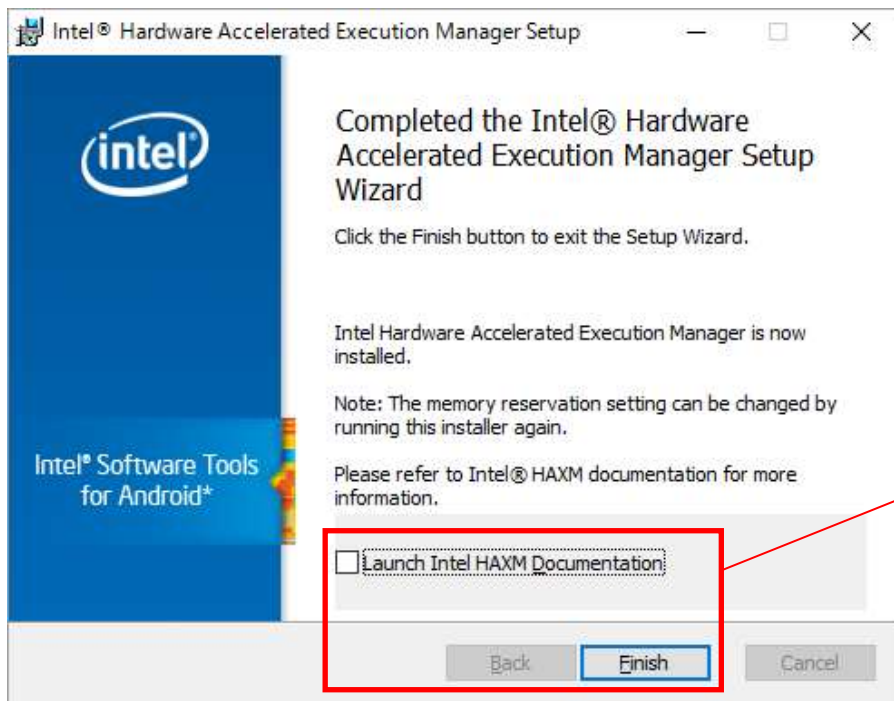 Intel® Hardware Accelerated Execution Manager Setup
intel®
Completed the Intel® Hardware
Accelerated Execution Manager Setup
Wizard
Click the Finish button to exit the Setup Wizard.
Intel Hardware Accelerated Execution Manager is now
installed.
Note: The memory reservation setting can be changed by
running this installer again.
Intel® Software Tools
for Android*
Please refer to Intel® HAXM documentation for more
information.
Launch Intel HAXM Documentation
Back Finish Cancel